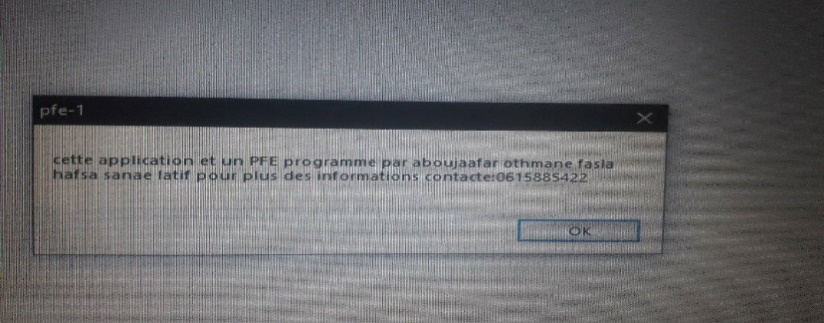 pfe-1
cette application et un PFE programme par aboujaafar othmane fasla
hafsa sanae latif pour plus des informations contacte:0615885422
OK